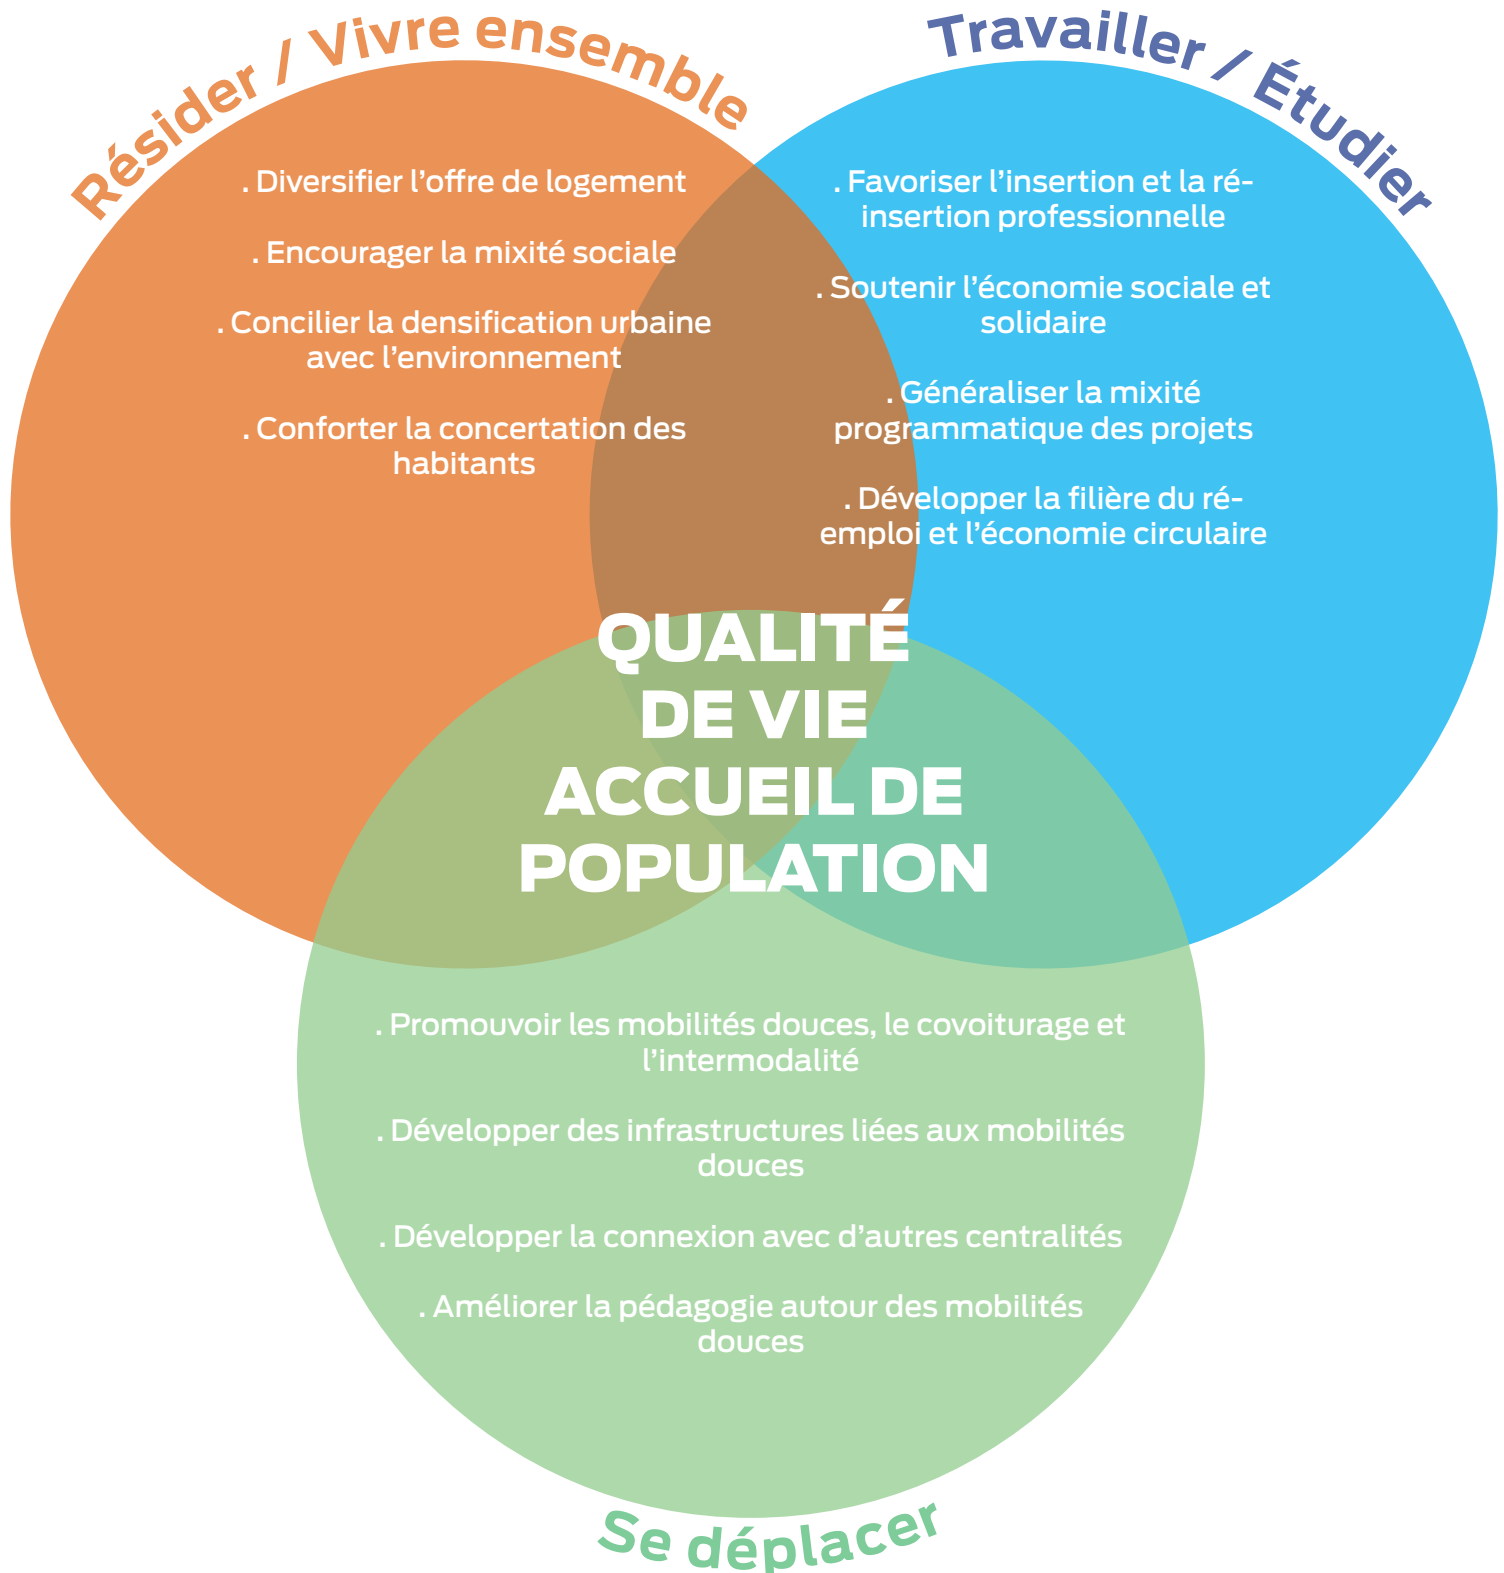 Résider / Vivre ensemble
. Diversifier l’offre de logement
. Encourager la mixité sociale
. Concilier la densification urbaine
avec l’environnement
. Conforter la concertation des
habitants
Travailler / Étudier
. Favoriser l’insertion et la ré-
insertion professionnelle
. Soutenir l’économie sociale et
solidaire
. Généraliser la mixité
programmatique des projets
. Développer la filière du ré-
emploi et l’économie circulaire
QUALITÉ
DE VIE
ACCUEIL DE
POPULATION
. Promouvoir les mobilités douces, le covoiturage et
l’intermodalité
. Développer des infrastructures liées aux mobilités
douces
. Développer la connexion avec d’autres centralités
. Améliorer la pédagogie autour des mobilités
douces
Se déplacer